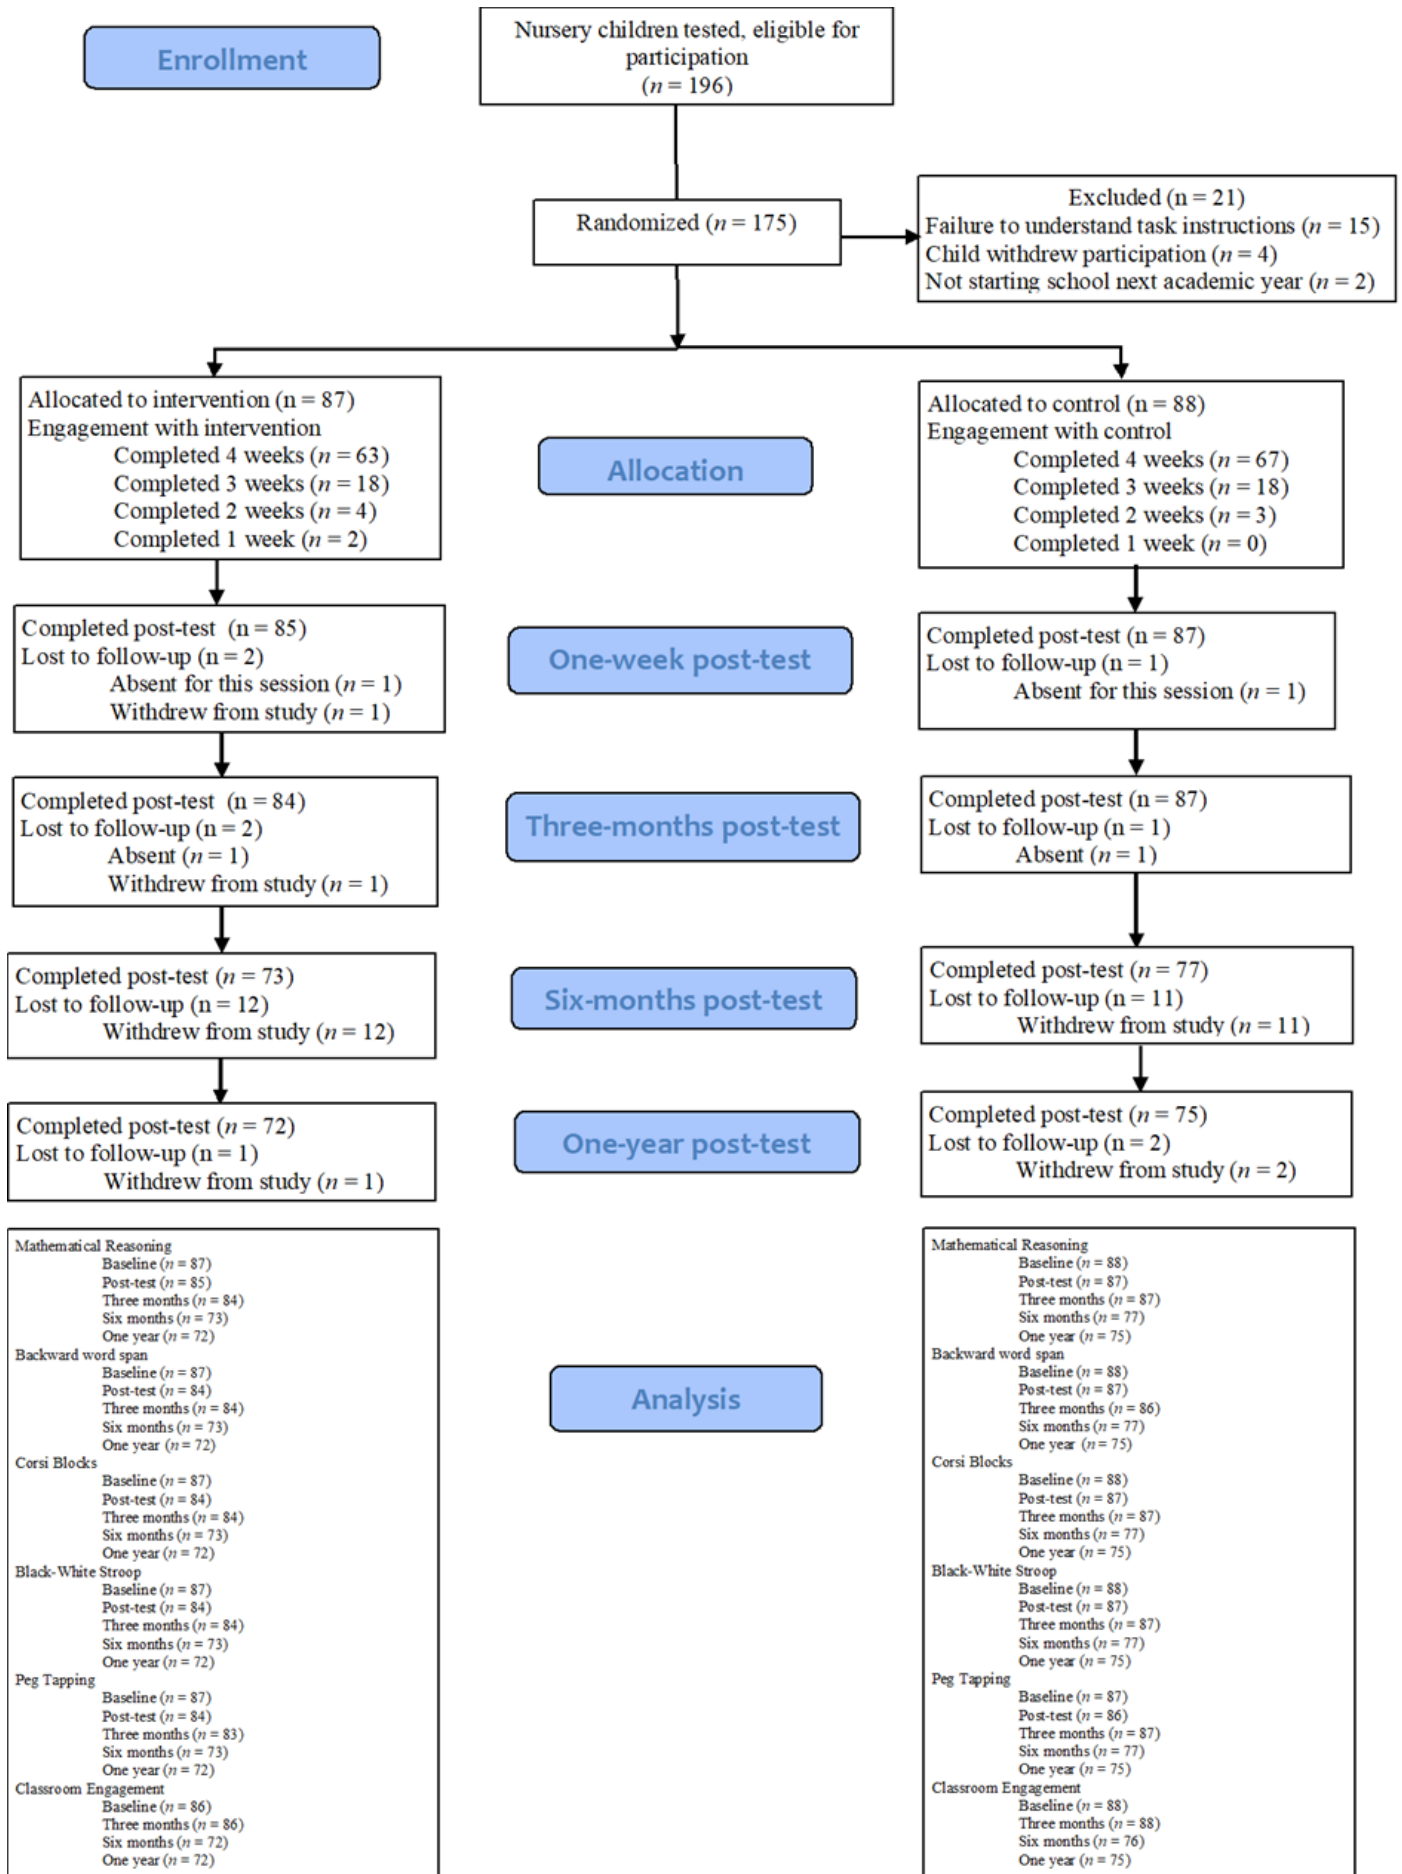 Enrollment
Nursery children tested, eligible for
participation
(n = 196)
Randomized (n = 175)
Excluded (n = 21)
Failure to understand task instructions (n = 15)
Child withdrew participation (n = 4)
Not starting school next academic year (n = 2)
Allocated to intervention (n = 87)
Engagement with intervention
Completed 4 weeks (n = 63)
Completed 3 weeks (n = 18)
Completed 2 weeks (n = 4)
Completed 1 week (n = 2)
Allocation
Allocated to control (n = 88)
Engagement with control
Completed 4 weeks (n = 67)
Completed 3 weeks (n = 18)
Completed 2 weeks (n = 3)
Completed 1 week (n = 0)
Completed post-test (n = 85)
Lost to follow-up (n = 2)
Absent for this session (n = 1)
Withdrew from study (n = 1)
One-week post-test
Completed post-test (n = 87)
Lost to follow-up (n = 1)
Absent for this session (n = 1)
Completed post-test (n = 84)
Lost to follow-up (n = 2)
Absent (n = 1)
Withdrew from study (n = 1)
Three-months post-test
Completed post-test (n = 87)
Lost to follow-up (n = 1)
Absent (n = 1)
Completed post-test (n = 73)
Lost to follow-up (n = 12)
Withdrew from study (n = 12)
Six-months post-test
Completed post-test (n = 77)
Lost to follow-up (n = 11)
Withdrew from study (n = 11)
Completed post-test (n = 72)
Lost to follow-up (n = 1)
Withdrew from study (n = 1)
One-year post-test
Completed post-test (n = 75)
Lost to follow-up (n = 2)
Withdrew from study (n = 2)
Mathematical Reasoning
Baseline (n = 87)
Post-test (n = 85)
Three months (n = 84)
Six months (n = 73)
One year (n = 72)
Backward word span
Baseline (n = 87)
Post-test (n = 84)
Three months (n = 84)
Six months (n = 73)
One year (n = 72)
Corsi Blocks
Baseline (n = 87)
Post-test (n = 84)
Three months (n = 84)
Six months (n = 73)
One year (n = 72)
Black-White Stroop
Baseline (n = 87)
Post-test (n = 84)
Three months (n = 84)
Six months (n = 73)
One year (n = 72)
Peg Tapping
Baseline (n = 87)
Post-test (n = 84)
Three months (n = 83)
Six months (n = 73)
One year (n = 72)
Classroom Engagement
Baseline (n = 86)
Three months (n = 86)
Six months (n = 72)
One year (n = 72)
Analysis
Mathematical Reasoning
Baseline (n = 88)
Post-test (n = 87)
Three months (n = 87)
Six months (n = 77)
One year (n = 75)
Backward word span
Baseline (n = 88)
Post-test (n = 87)
Three months (n = 86)
Six months (n = 77)
One year (n = 75)
Corsi Blocks
Baseline (n = 88)
Post-test (n = 87)
Three months (n = 87)
Six months (n = 77)
One year (n = 75)
Black-White Stroop
Baseline (n = 88)
Post-test (n = 87)
Three months (n = 87)
Six months (n = 77)
One year (n = 75)
Peg Tapping
Baseline (n = 87)
Post-test (n = 86)
Three months (n = 87)
Six months (n = 77)
One year (n = 75)
Classroom Engagement
Baseline (n = 88)
Three months (n = 88)
Six months (n = 76)
One year (n = 75)